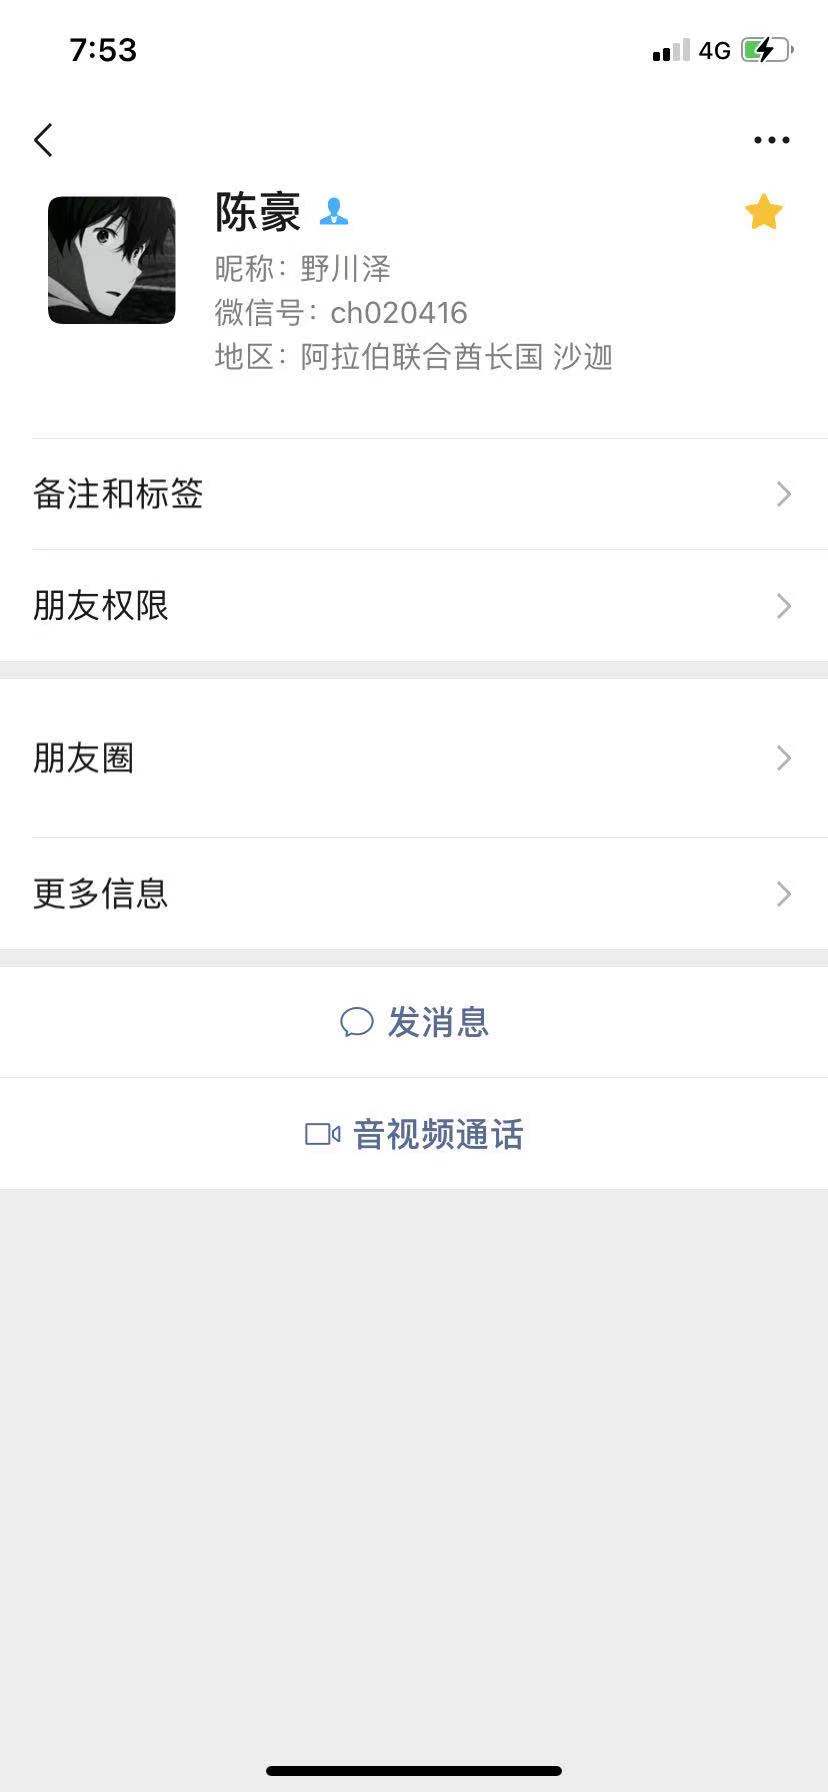 7:53
4G
陈豪
昵称：野川泽
微信号：ch020416
地区：阿拉伯联合酋长国 沙迦
备注和标签
朋友权限
朋友圈
更多信息
发消息
音视频通话